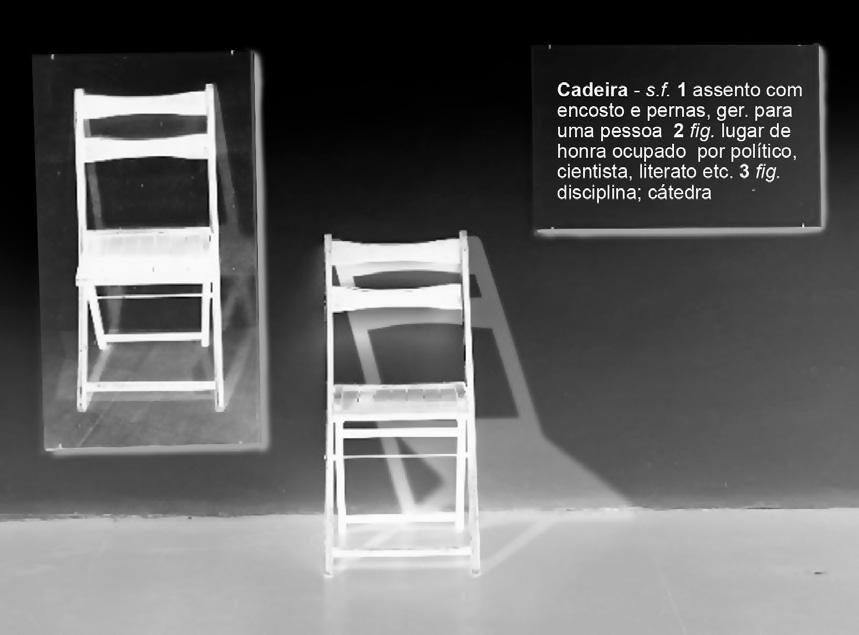 Cadeira - s.f. 1 assento com
encosto e pernas, ger. para
uma pessoa 2 fig. lugar de
honra ocupado por político,
cientista, literato etc. 3 fig.
disciplina; cátedra